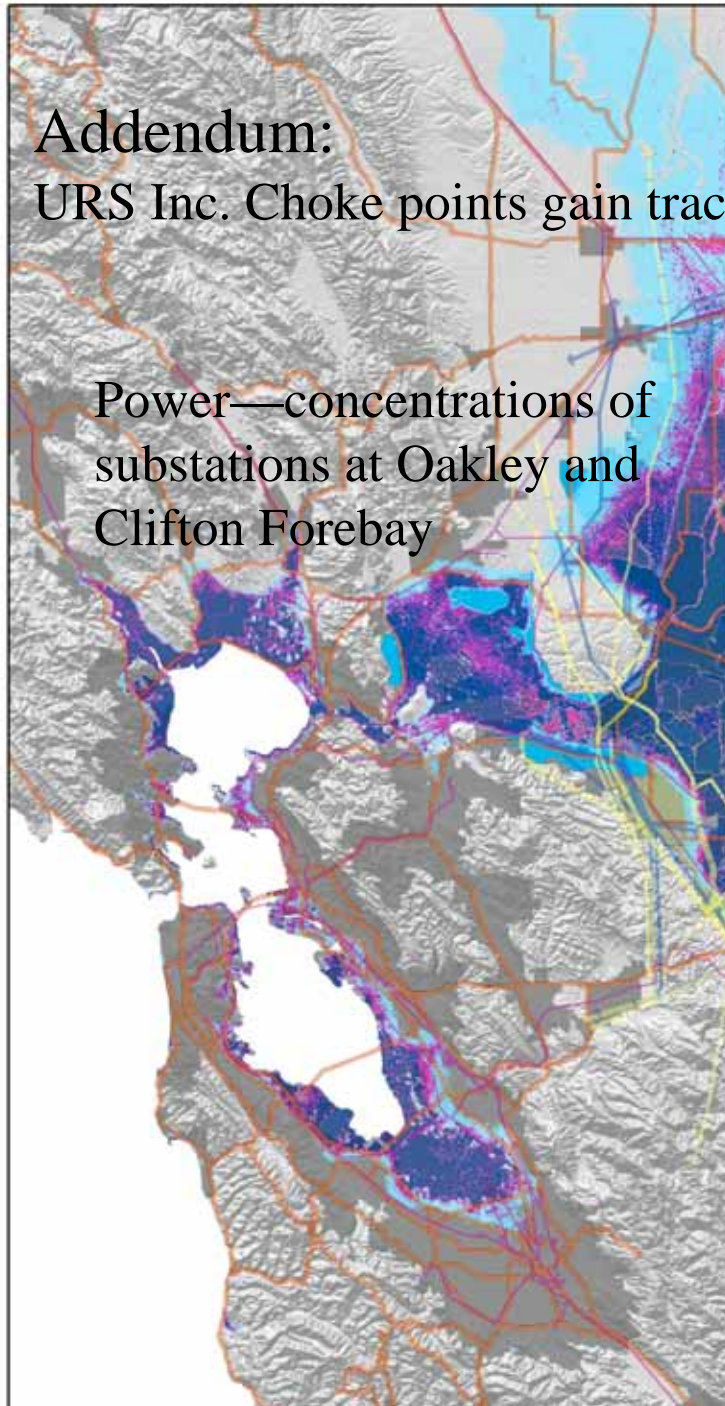 Addendum:
URS Inc. Choke points gain trac
Power—concentrations of
substations at Oakley and
Clifton Forebay